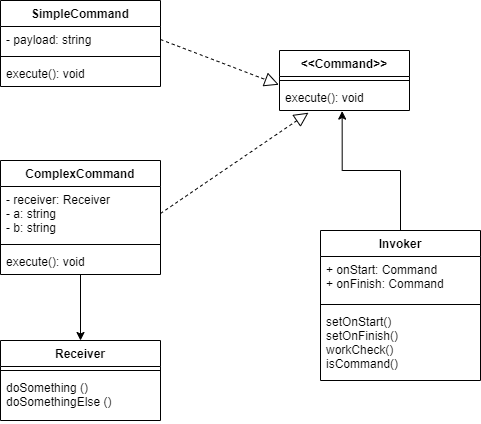 SimpleCommand
- payload: string
execute(): void
<<Command>>
execute(): void
ComplexCommand
- receiver: Receiver
- a: string
- b: string
execute(): void
Invoker
+ onStart: Command
+ onFinish: Command
setOnStart()
setOnFinish()
workCheck()
isCommand()
Receiver
doSomething ()
doSomethingElse ()